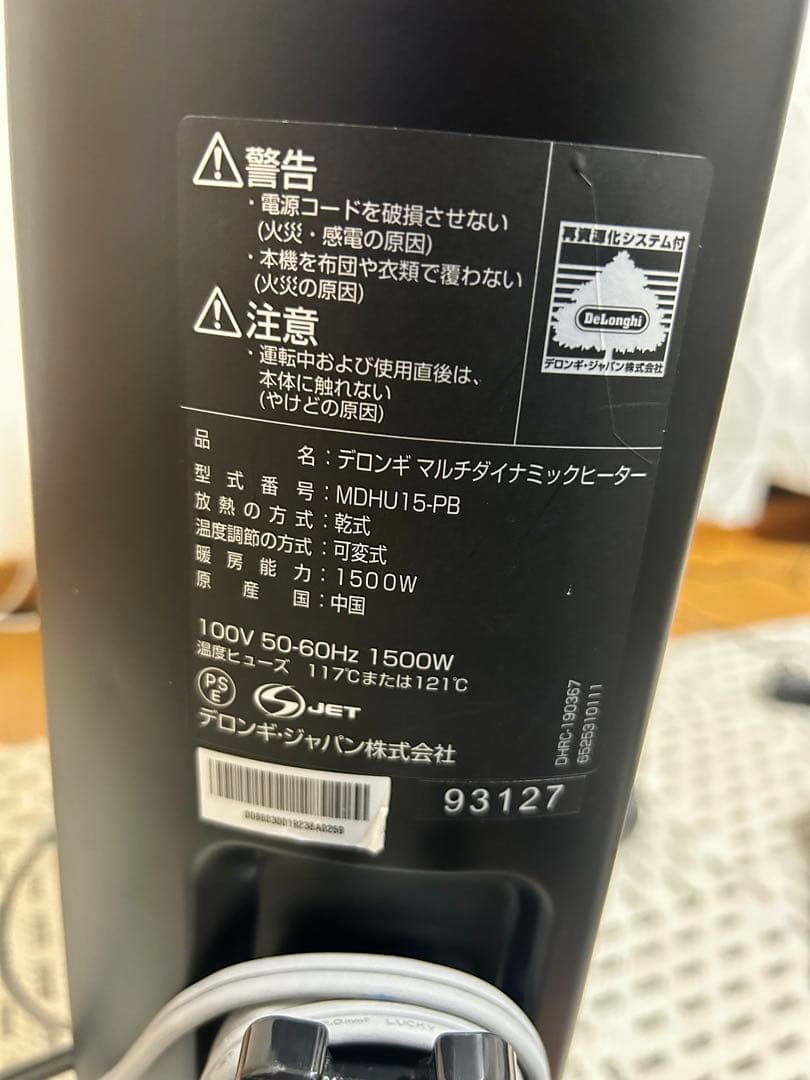 警告
・電源コードを破損させない
(火災・感電の原因)
・本機を布団や衣類で覆わない
(火災の原因)
注意
・運転中および使用直後は、
本体に触れない
(やけどの原因)
再資源化システム付
DeLonghi
デロンギ・ジャパン株式会社
品名：デロンギ マルチダイナミックヒーター
型式番号：MDHU15-PB
放熱の方式：乾式
温度調節の方式：可変式
暖房能力：1500W
原産国：中国
100V 50-60Hz 1500W
温度ヒューズ 117℃または121℃
PS
E
JET
デロンギ・ジャパン株式会社
DHRC-190367
6525310111
93127
LUCKY